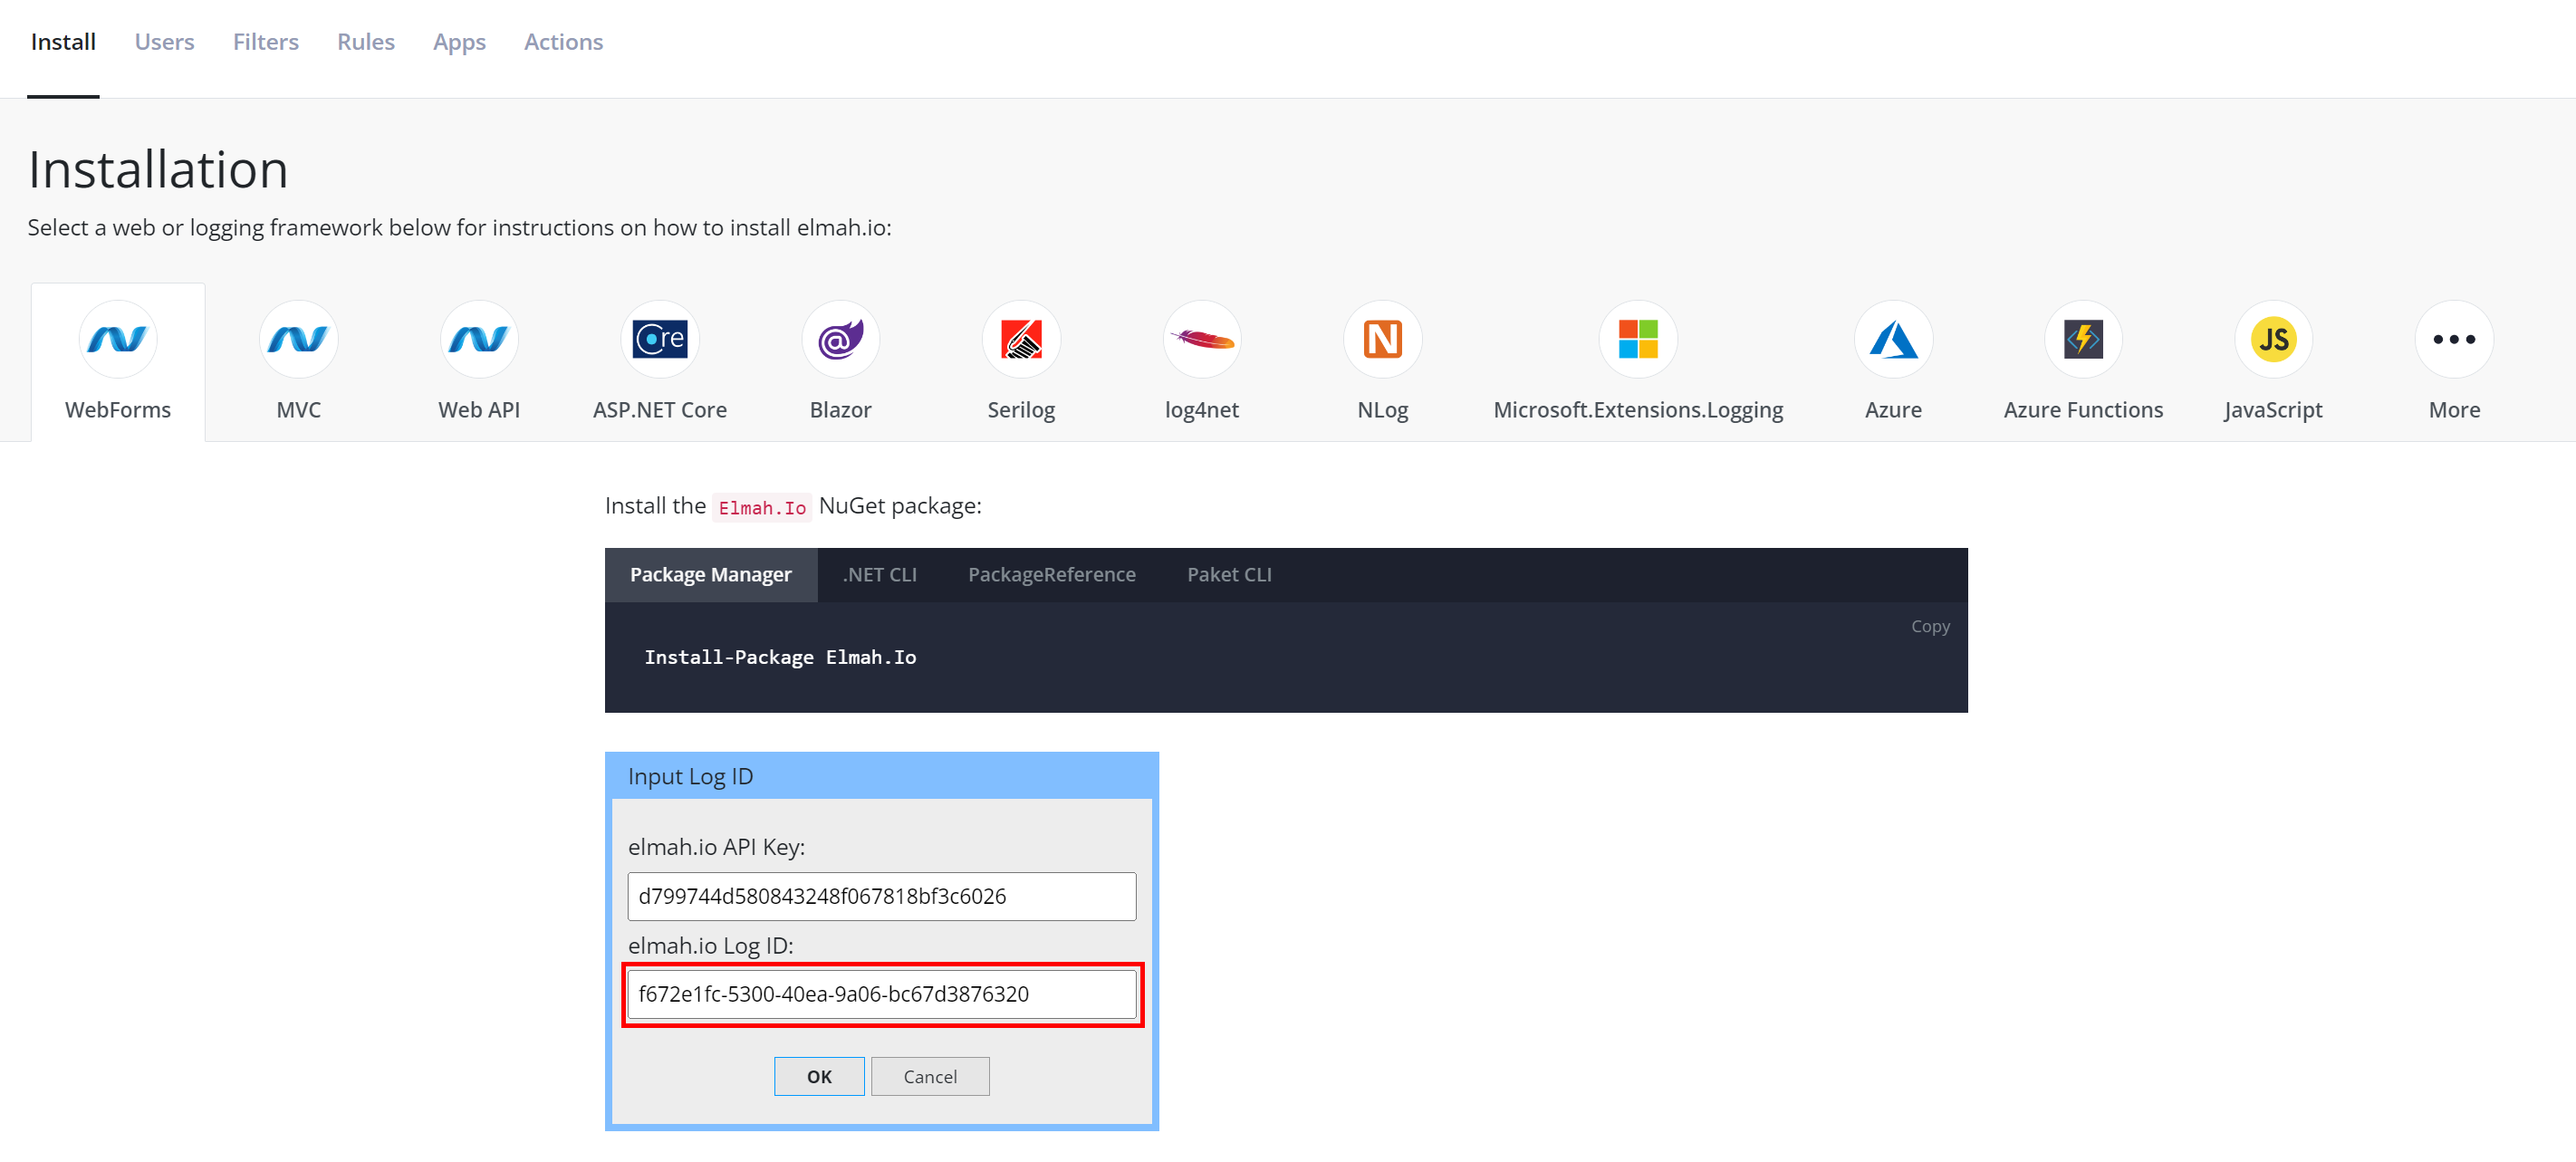 Install Users Filters Rules Apps Actions
Installation
Select a web or logging framework below for instructions on how to install elmah.io:
Core @ N JS
WebForms MVC Web API ASP.NET Core Blazor Serilog log4net NLog Microsoft.Extensions.Logging Azure Azure Functions JavaScript More
Install the Elmah.Io NuGet package:
Package Manager .NET CLI PackageReference Paket CLI
Copy
Install-Package Elmah.Io
Input Log ID
elmah.io API Key:
d799744d580843248f067818bf3c6026
elmah.io Log ID:
f672e1fc-5300-40ea-9a06-bc67d3876320
OK Cancel